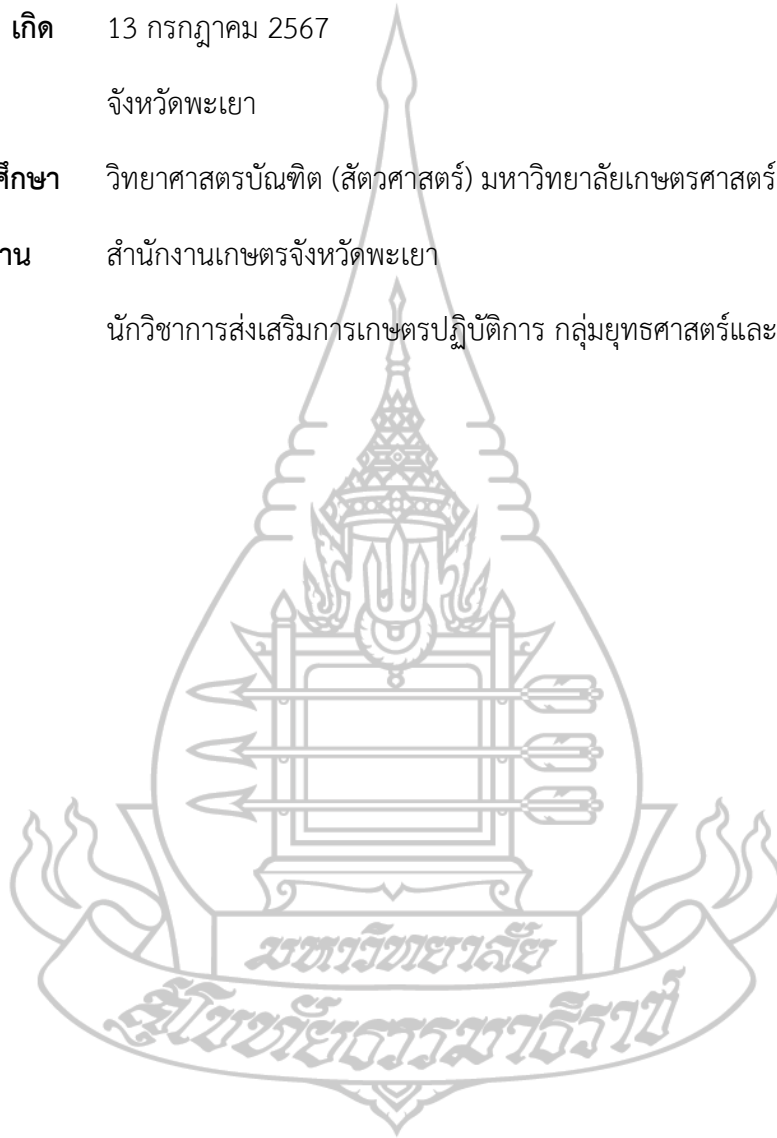 เกิด 13 กรกฎาคม 2567
จังหวัดพะเยา
ศึกษา วิทยาศาสตรบัณฑิต (สัตวศาสตร์) มหาวิทยาลัยเกษตรศาสตร์
าน สำนักงานเกษตรจังหวัดพะเยา
นักวิชาการส่งเสริมการเกษตรปฏิบัติการ กลุ่มยุทธศาสตร์และ
มหาวิทยาลัย
สุโขทัยธรรมาธิราช